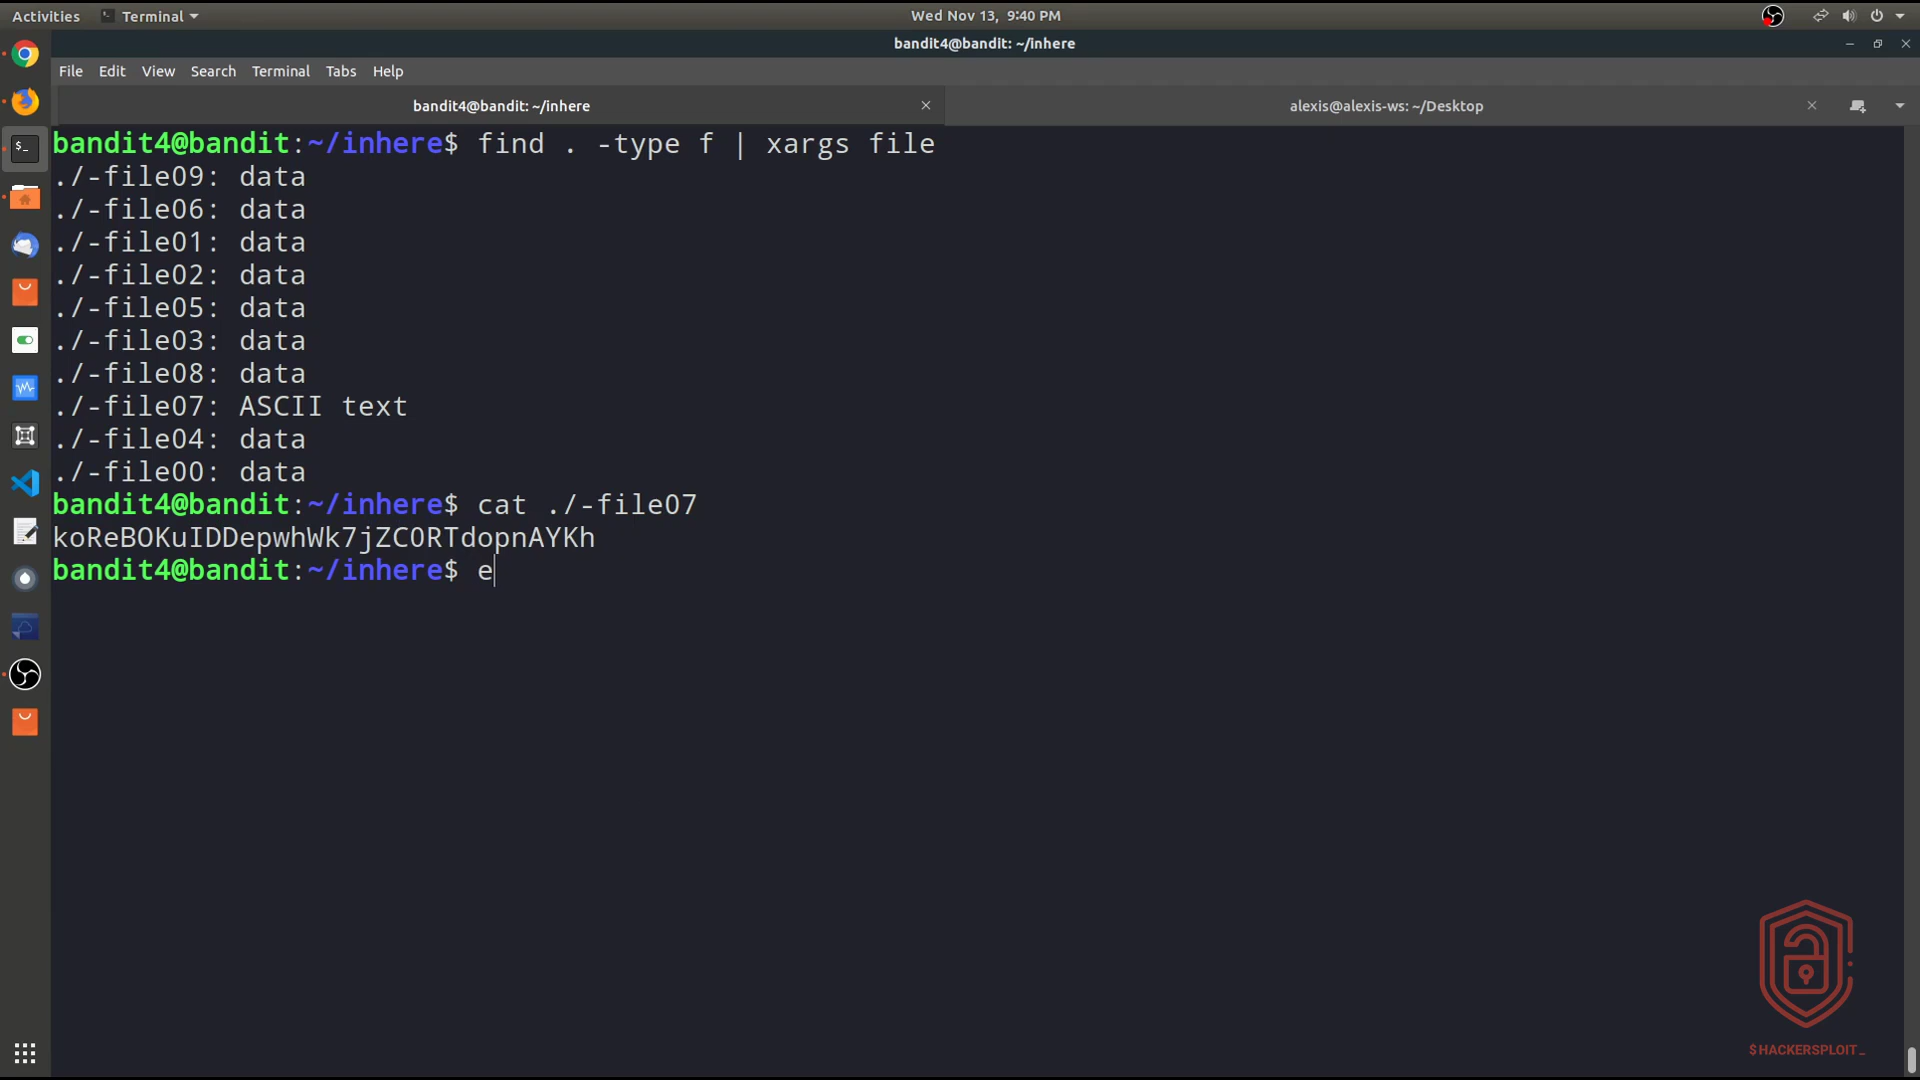 Activities
Terminal
Wed Nov 13, 9:40 PM
bandit4@bandit: ~/inhere
File Edit View Search Terminal Tabs Help
bandit4@bandit: ~/inhere
alexis@alexis-ws: ~/Desktop
bandit4@bandit:~/inhere$ find . -type f | xargs file
./-file09: data
./-file06: data
./-file01: data
./-file02: data
./-file05: data
./-file03: data
./-file08: data
./-file07: ASCII text
./-file04: data
./-file00: data
bandit4@bandit:~/inhere$ cat ./-file07
koReBOKuIDDepwhWk7jZC0RTdopnAYKh
bandit4@bandit:~/inhere$ e
$HACKERSPLOIT_